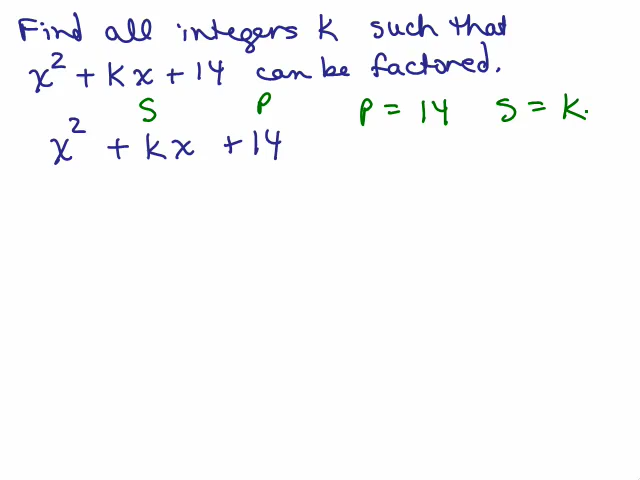 Find all integers k such that
x² + kx + 14 can be factored.
S P P = 14 S = k.
x² + kx + 14